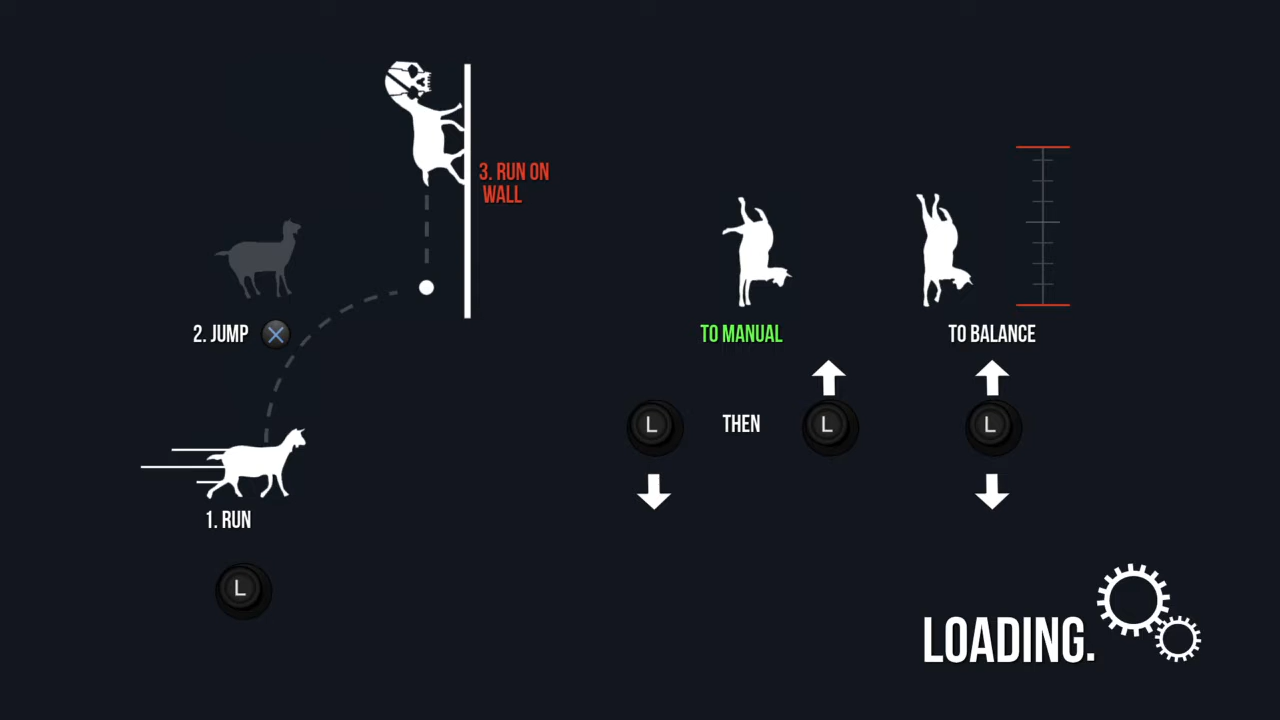 3. RUN ON
WALL
2. JUMP
1. RUN
L
TO MANUAL
L THEN L
TO BALANCE
L
LOADING.